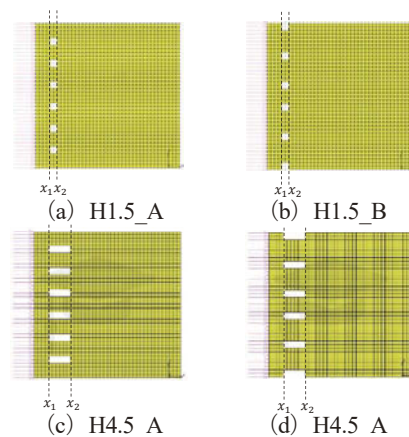 x₁ x₂
x₁ x₂
(a) H1.5_A
(b) H1.5_B
x₁ x₂
x₁ x₂
(c) H4.5_A
(d) H4.5_A